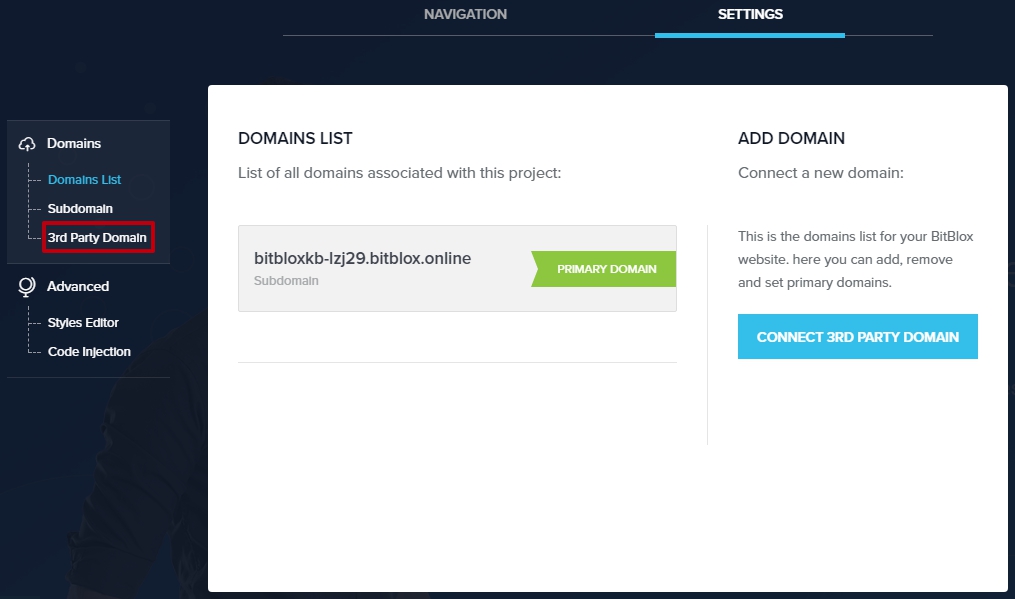 NAVIGATION
SETTINGS
Domains
Domains List
Subdomain
3rd Party Domain
Advanced
Styles Editor
Code Injection
DOMAINS LIST
List of all domains associated with this project:
bitbloxkb-lzj29.bitblox.online
Subdomain
PRIMARY DOMAIN
ADD DOMAIN
Connect a new domain:
This is the domains list for your BitBlox
website. here you can add, remove
and set primary domains.
CONNECT 3RD PARTY DOMAIN